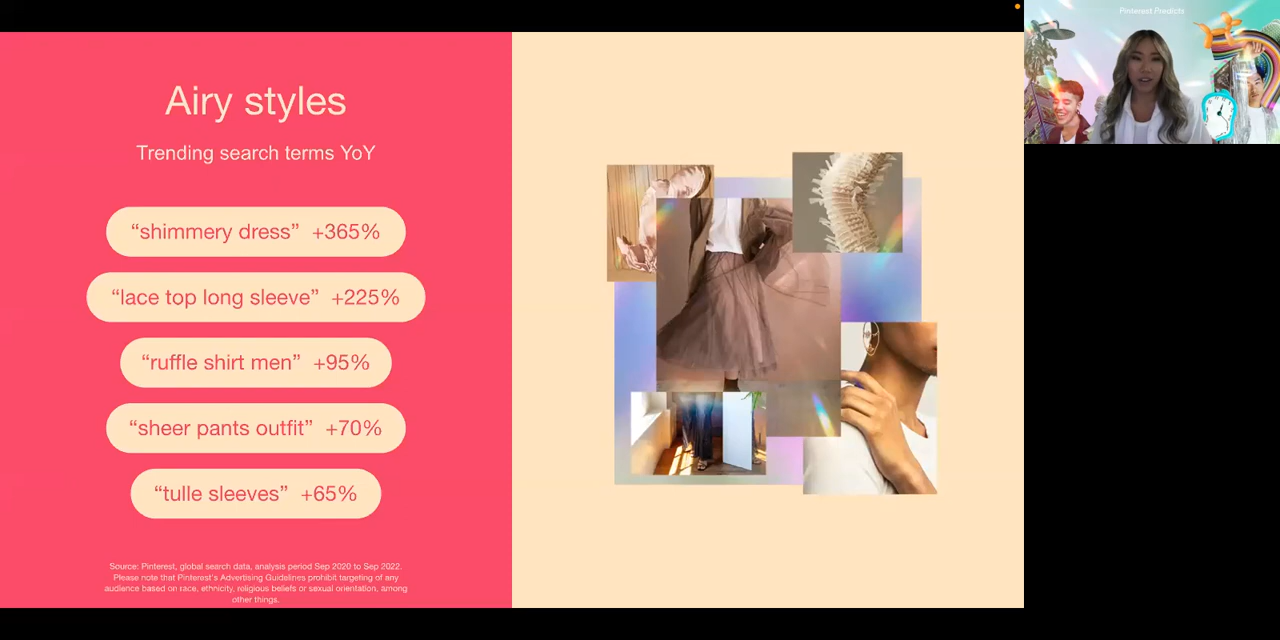 Pinterest Predicts
Airy styles
Trending search terms YoY
“shimmery dress” +365%
“lace top long sleeve” +225%
“ruffle shirt men” +95%
“sheer pants outfit” +70%
“tulle sleeves” +65%
Source: Pinterest, global search data, analysis period Sep 2020 to Sep 2022.
Please note that Pinterest's Advertising Guidelines prohibit targeting of any
audience based on race, ethnicity, religious beliefs or sexual orientation, among
other things.